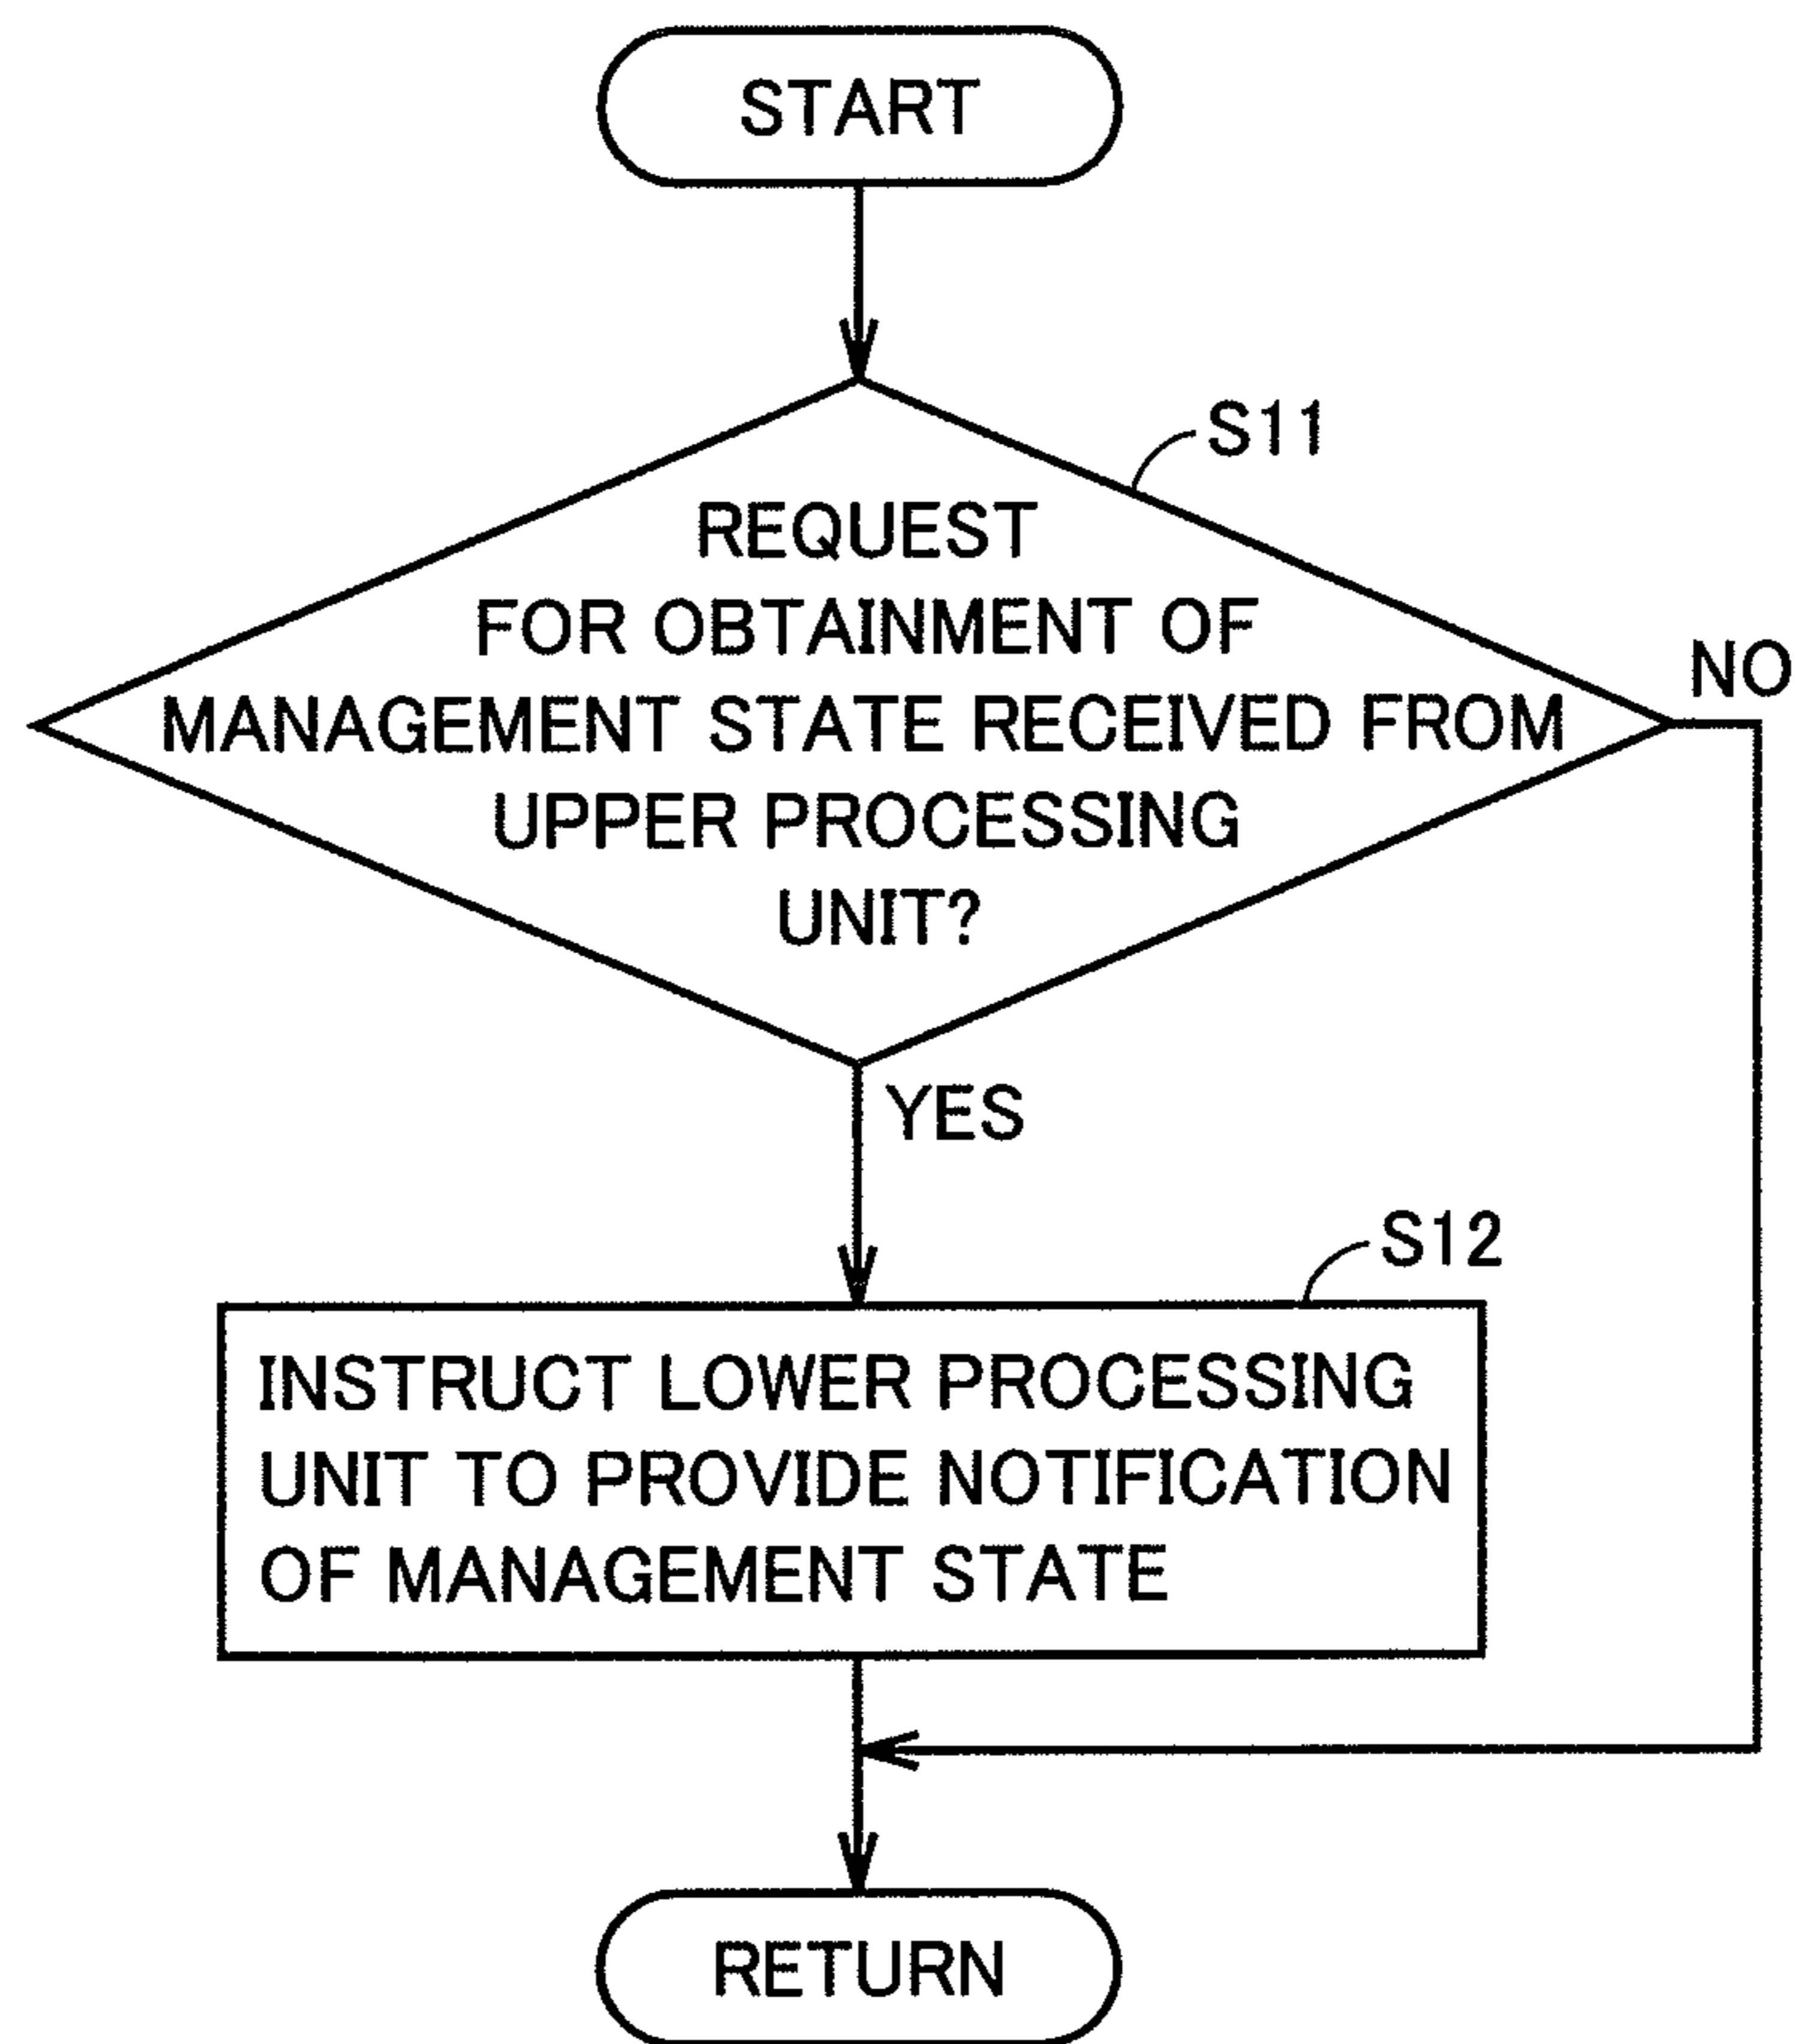 START
S11
REQUEST
FOR OBTAINMENT OF
MANAGEMENT STATE RECEIVED FROM
UPPER PROCESSING
UNIT?
NO
YES
S12
INSTRUCT LOWER PROCESSING
UNIT TO PROVIDE NOTIFICATION
OF MANAGEMENT STATE
RETURN